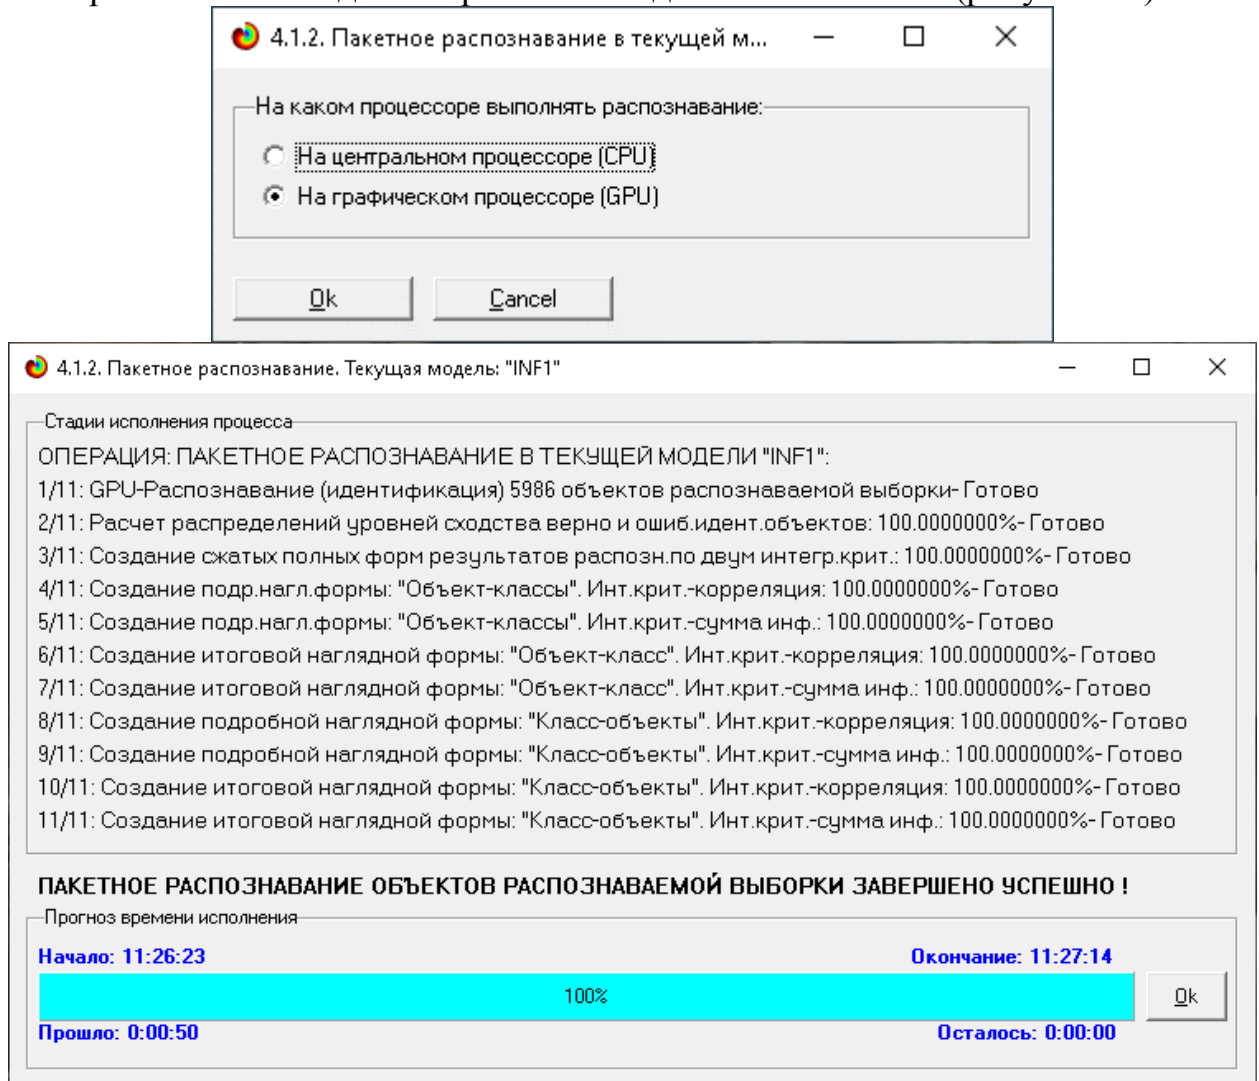 4.1.2. Пакетное распознавание в текущей м...
На каком процессоре выполнять распознавание:
На центральном процессоре (CPU)
На графическом процессоре (GPU)
Ok Cancel
4.1.2. Пакетное распознавание. Текущая модель: "INF1"
Стадии исполнения процесса
ОПЕРАЦИЯ: ПАКЕТНОЕ РАСПОЗНАВАНИЕ В ТЕКУЩЕЙ МОДЕЛИ "INF1":
1/11: GPU-Распознавание (идентификация) 5986 объектов распознаваемой выборки- Готово
2/11: Расчет распределений уровней сходства верно и ошиб.идент.объектов: 100.0000000%- Готово
3/11: Создание сжатых полных форм результатов распозн.по двум интегр.крит.: 100.0000000%- Готово
4/11: Создание подр.нагл.формы: "Объект-классы". Инт.крит.-корреляция: 100.0000000%- Готово
5/11: Создание подр.нагл.формы: "Объект-классы". Инт.крит.-сумма инф.: 100.0000000%- Готово
6/11: Создание итоговой наглядной формы: "Объект-класс". Инт.крит.-корреляция: 100.0000000%- Готово
7/11: Создание итоговой наглядной формы: "Объект-класс". Инт.крит.-сумма инф.: 100.0000000%- Готово
8/11: Создание подробной наглядной формы: "Класс-объекты". Инт.крит.-корреляция: 100.0000000%- Готово
9/11: Создание подробной наглядной формы: "Класс-объекты". Инт.крит.-сумма инф.: 100.0000000%- Готово
10/11: Создание итоговой наглядной формы: "Класс-объекты". Инт.крит.-корреляция: 100.0000000%- Готово
11/11: Создание итоговой наглядной формы: "Класс-объекты". Инт.крит.-сумма инф.: 100.0000000%- Готово
ПАКЕТНОЕ РАСПОЗНАВАНИЕ ОБЪЕКТОВ РАСПОЗНАВАЕМОЙ ВЫБОРКИ ЗАВЕРШЕНО УСПЕШНО !
Прогноз времени исполнения
Начало: 11:26:23 Окончание: 11:27:14
100% Ok
Прошло: 0:00:50 Осталось: 0:00:00